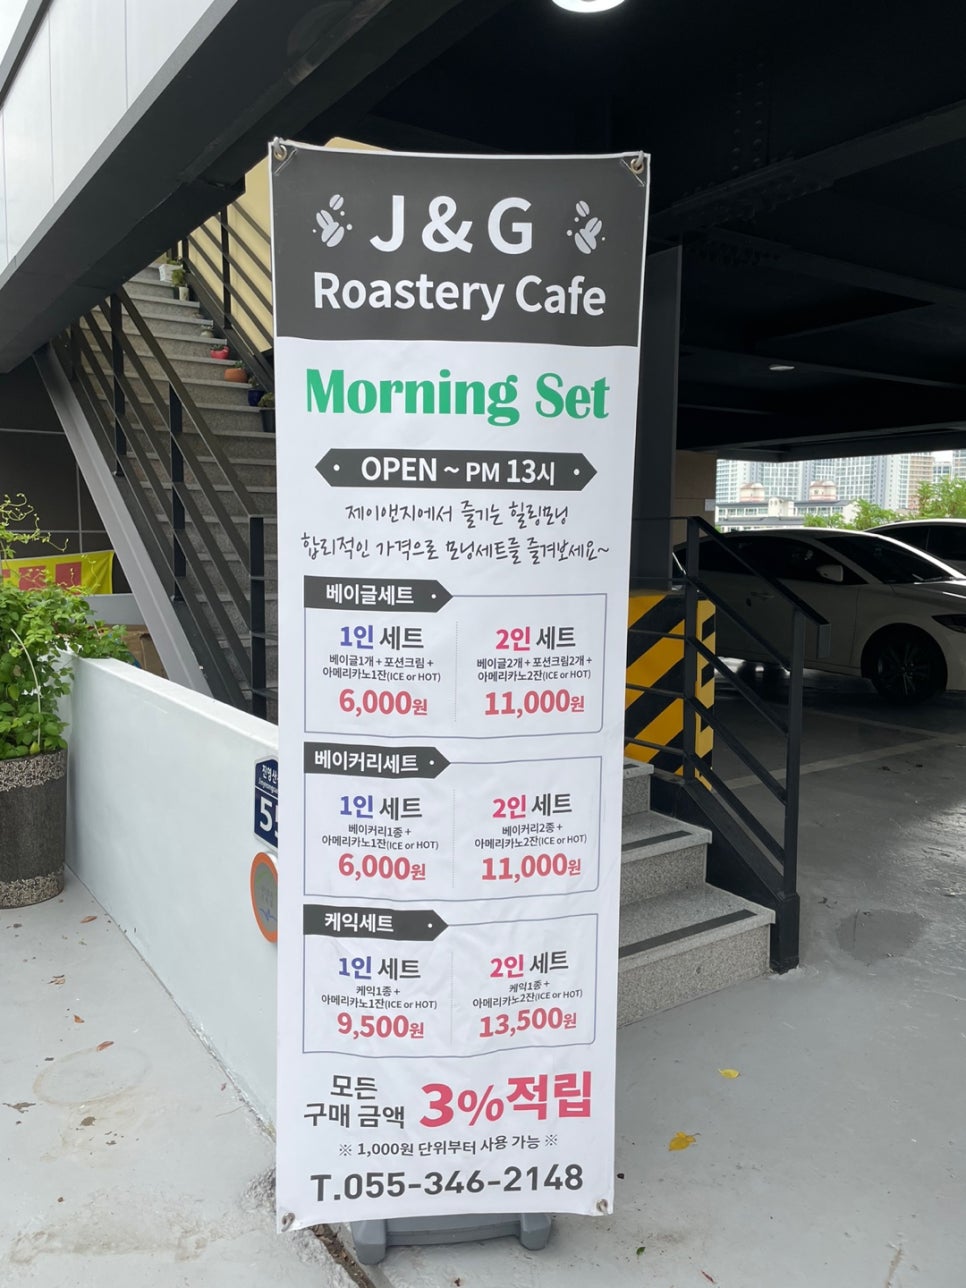 J & G
Roastery Cafe
Morning Set
OPEN ~ PM 13시
제이앤지에서 즐기는 힐링모닝
합리적인 가격으로 모닝세트를 즐겨보세요~
베이글세트
1인 세트
베이글1개 + 포션크림 +
아메리카노1잔(ICE or HOT)
6,000원
2인 세트
베이글2개 + 포션크림2개 +
아메리카노2잔(ICE or HOT)
11,000원
베이커리세트
1인 세트
베이커리1종 +
아메리카노1잔(ICE or HOT)
6,000원
2인 세트
베이커리2종 +
아메리카노2잔(ICE or HOT)
11,000원
케익세트
1인 세트
케익1종 +
아메리카노1잔(ICE or HOT)
9,500원
2인 세트
케익1종 +
아메리카노2잔(ICE or HOT)
13,500원
모든
구매 금액 3%적립
※ 1,000원 단위부터 사용 가능 ※
T.055-346-2148